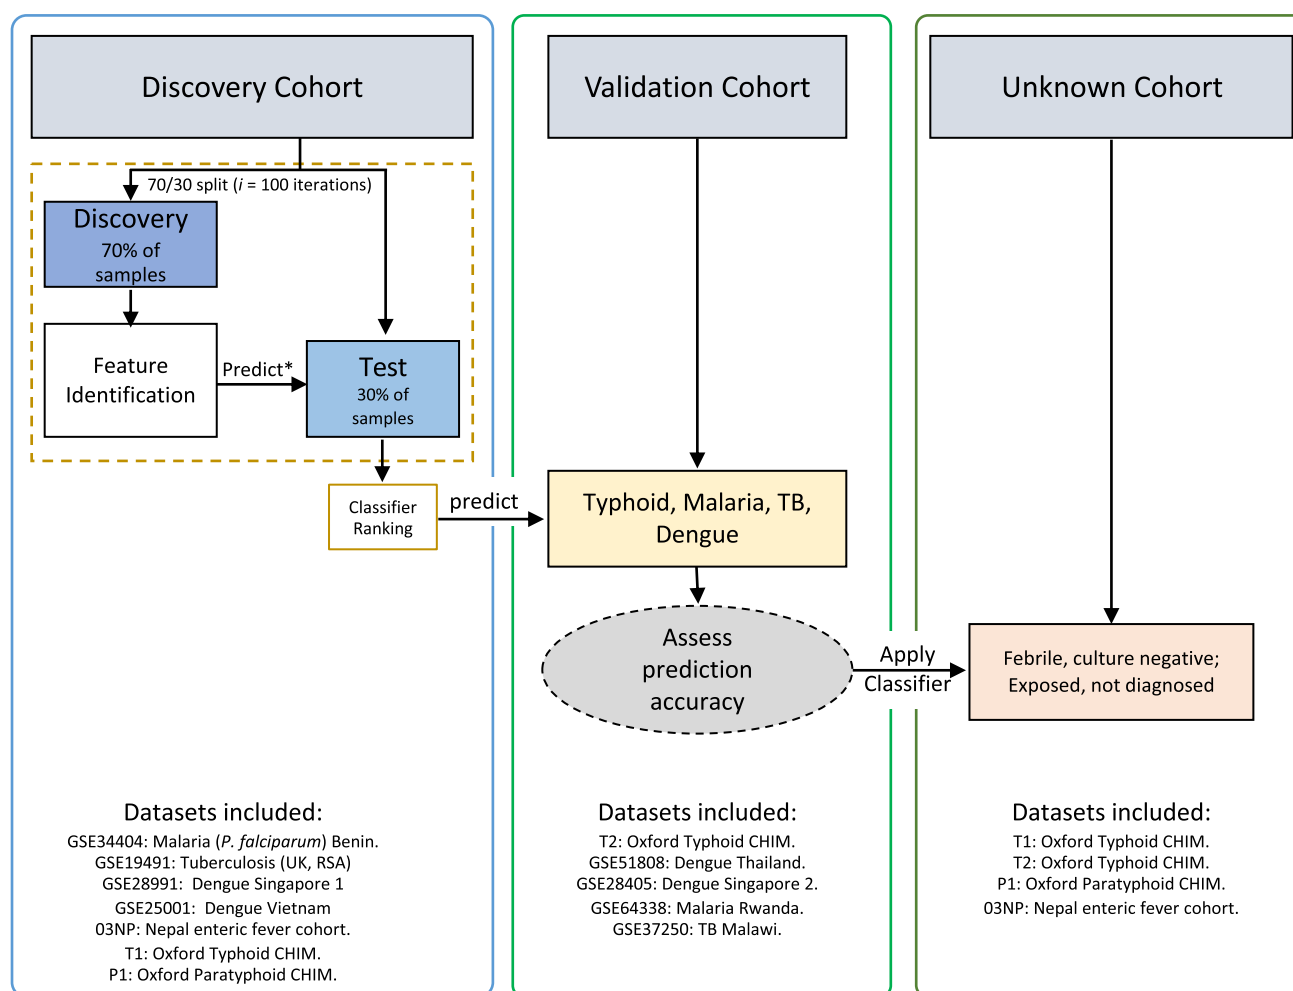 Discovery Cohort
70/30 split (i = 100 iterations)
Discovery
70% of
samples
Feature
Identification
Predict*
Test
30% of
samples
Classifier
Ranking
predict
Datasets included:
GSE34404: Malaria (P. falciparum) Benin.
GSE19491: Tuberculosis (UK, RSA)
GSE28991:  Dengue Singapore 1
GSE25001:  Dengue Vietnam
03NP: Nepal enteric fever cohort.
T1: Oxford Typhoid CHIM.
P1: Oxford Paratyphoid CHIM.
Validation Cohort
Typhoid, Malaria, TB,
Dengue
Assess
prediction
accuracy
Apply
Classifier
Datasets included:
T2: Oxford Typhoid CHIM.
GSE51808: Dengue Thailand.
GSE28405: Dengue Singapore 2.
GSE64338: Malaria Rwanda.
GSE37250: TB Malawi.
Unknown Cohort
Febrile, culture negative;
Exposed, not diagnosed
Datasets included:
T1: Oxford Typhoid CHIM.
T2: Oxford Typhoid CHIM.
P1: Oxford Paratyphoid CHIM.
03NP: Nepal enteric fever cohort.